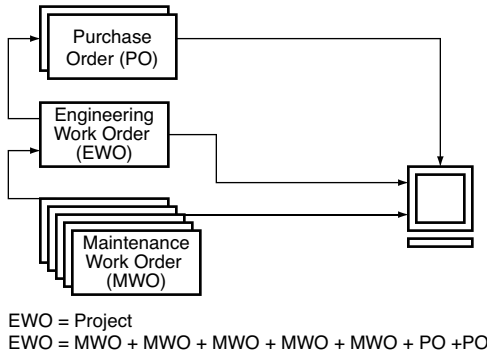 Purchase
Order (PO)
Engineering
Work Order
(EWO)
Maintenance
Work Order
(MWO)
EWO = Project
EWO = MWO + MWO + MWO + MWO + MWO + PO +PO